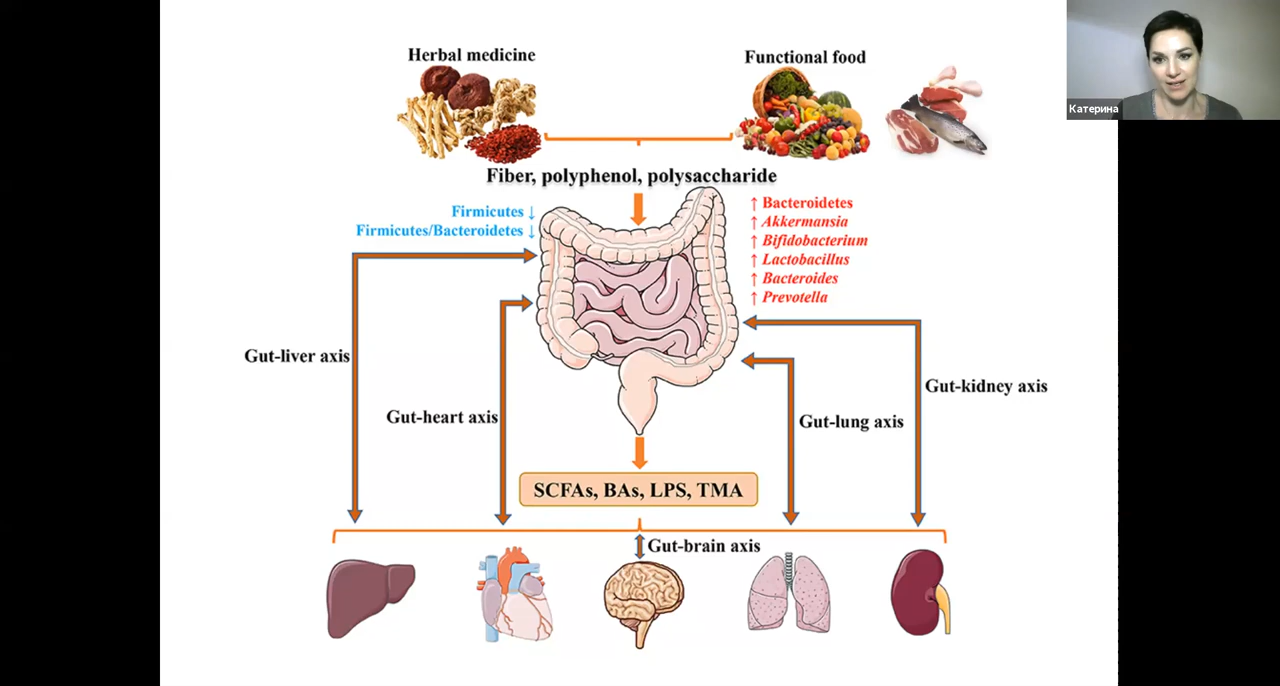 Herbal medicine
Functional food
Катерина
Fiber, polyphenol, polysaccharide
Firmicutes ↓
Firmicutes/Bacteroidetes ↓
↑ Bacteroidetes
↑ Akkermansia
↑ Bifidobacterium
↑ Lactobacillus
↑ Bacteroides
↑ Prevotella
Gut-liver axis
Gut-heart axis
Gut-lung axis
Gut-kidney axis
SCFAs, BAs, LPS, TMA
Gut-brain axis